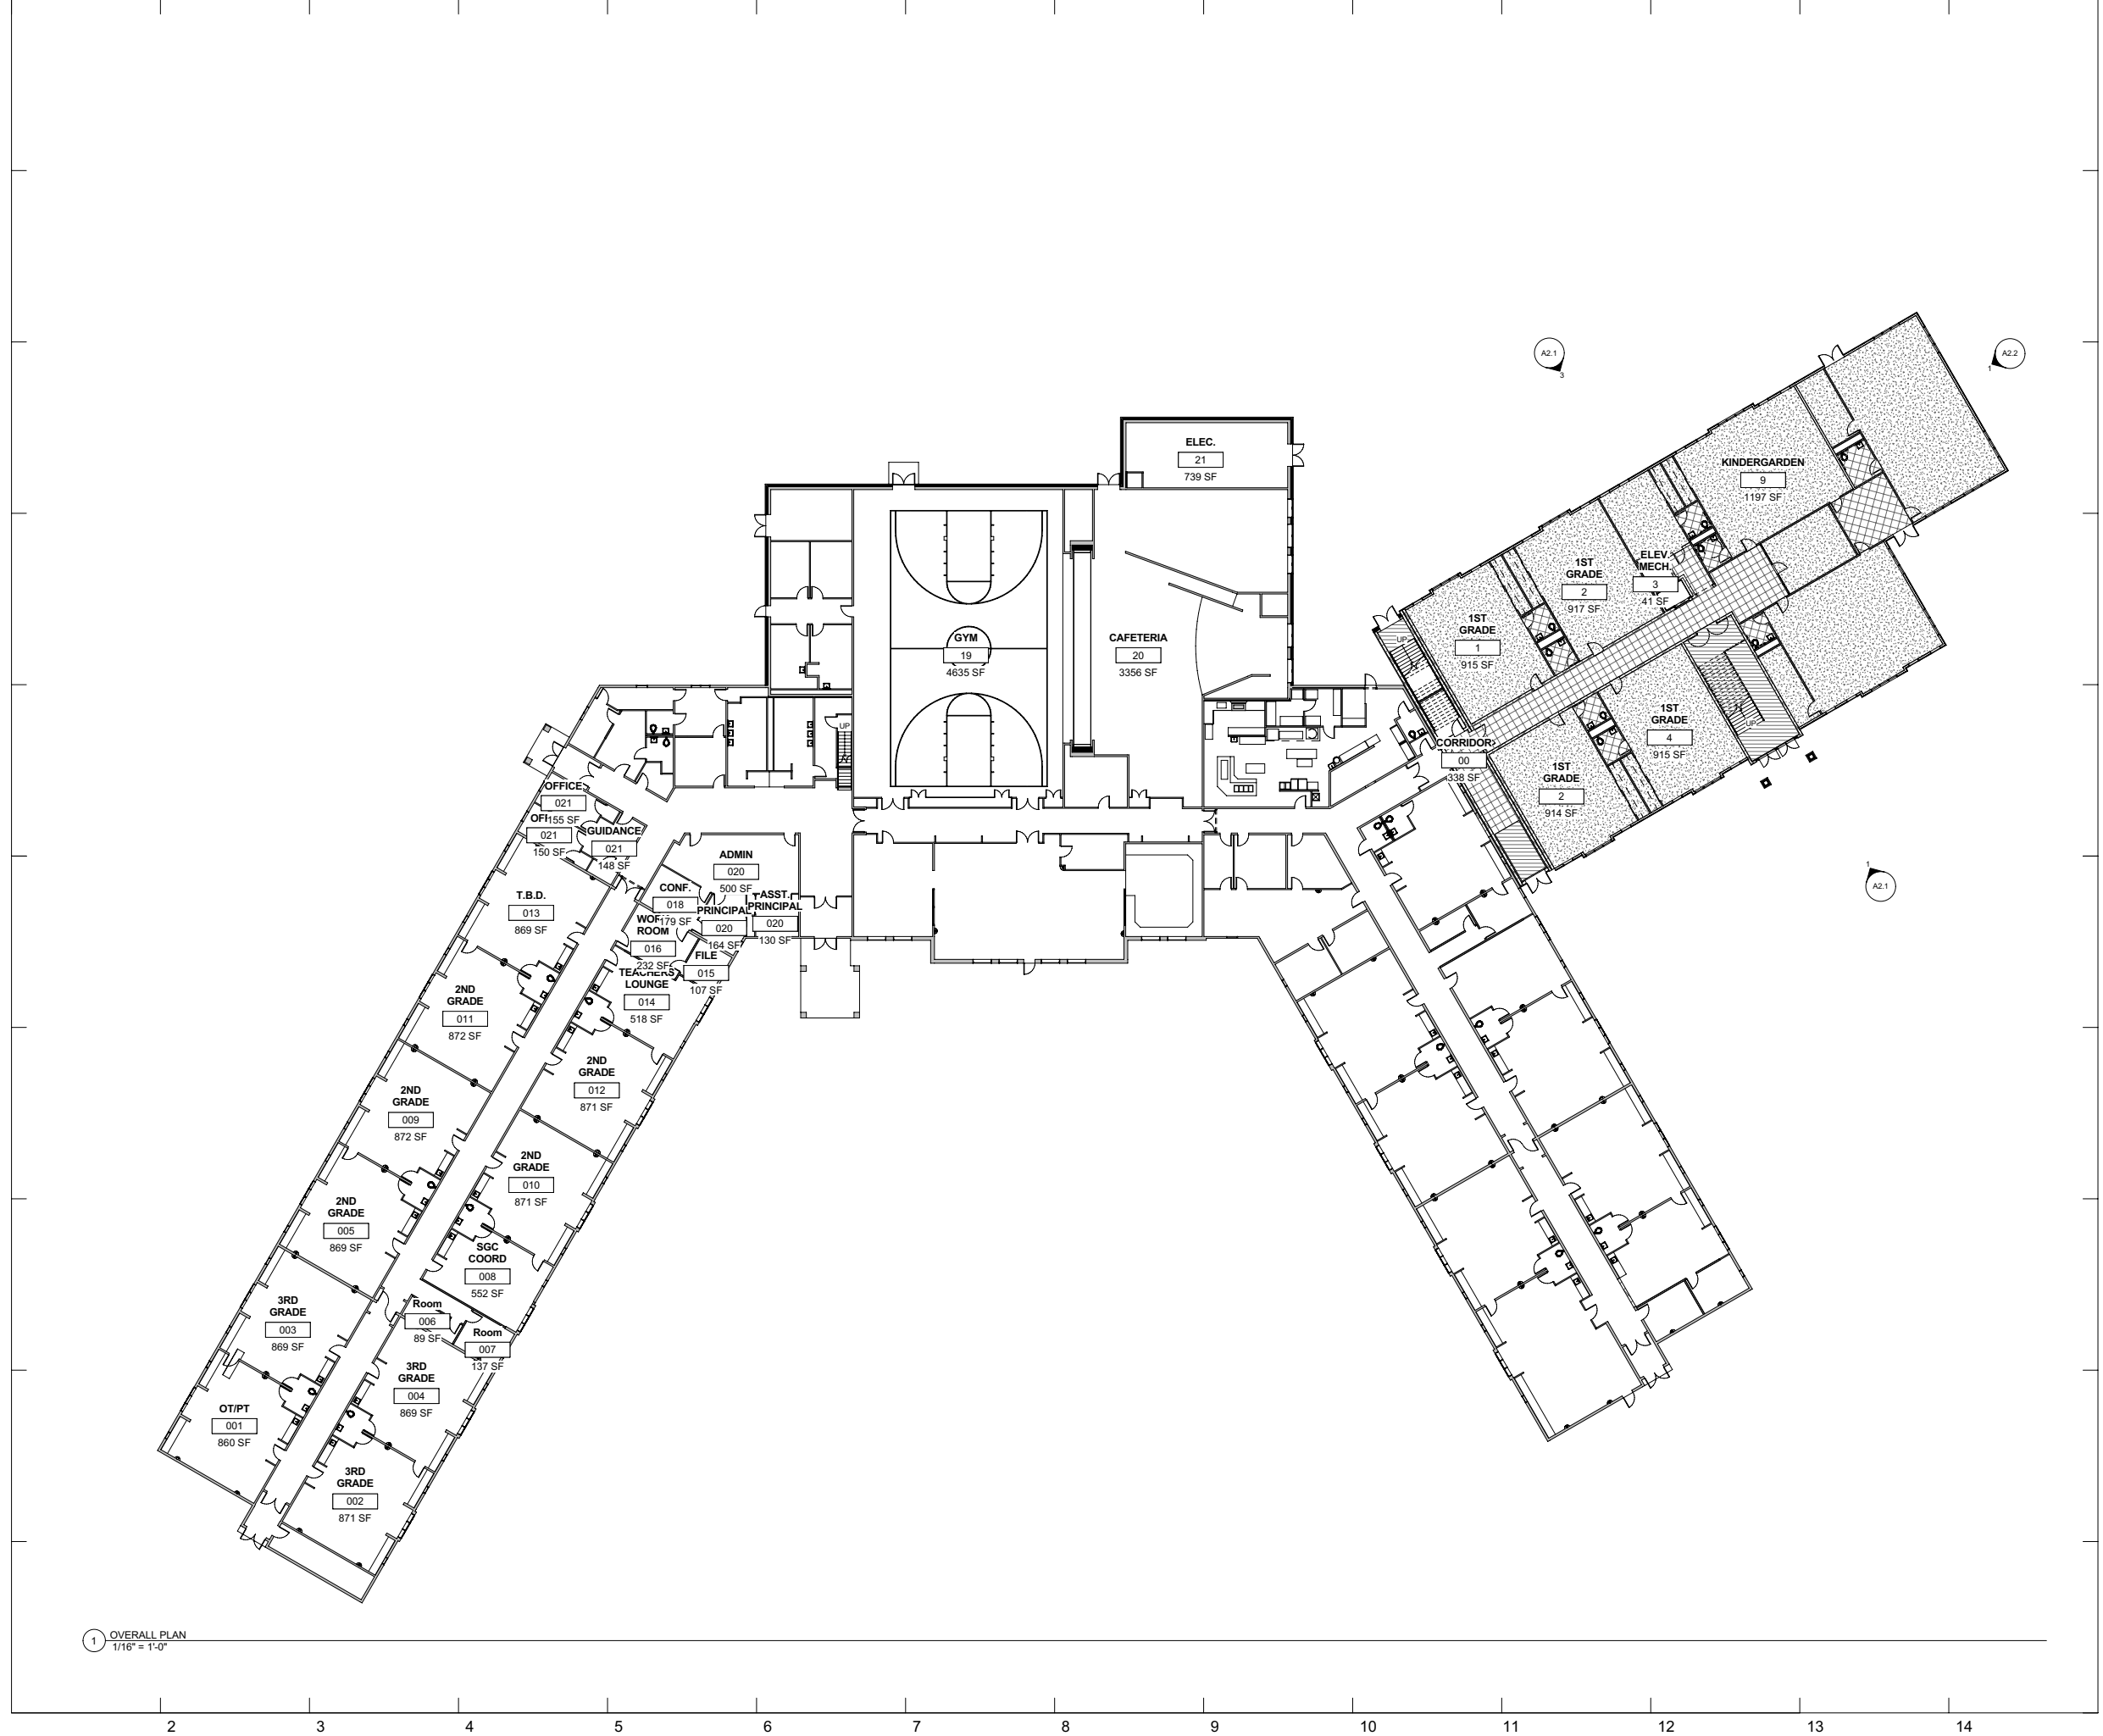 A2.1
3
A2.2
1
ELEC.
21
739 SF
KINDERGARDEN
9
1197 SF
ELEV.
MECH.
3
41 SF
1ST
GRADE
2
917 SF
1ST
GRADE
1
915 SF
UP
GYM
19
4635 SF
CAFETERIA
20
3356 SF
1ST
GRADE
4
915 SF
UP
UP
CORRIDOR
00
338 SF
1ST
GRADE
2
914 SF
OFFICE
021
155 SF
021
150 SF
GUIDANCE
021
148 SF
ADMIN
020
500 SF
1
A2.1
CONF.
018
179 SF
ASST.
PRINCIPAL
020
130 SF
PRINCIPAL
020
164 SF
T.B.D.
013
869 SF
ROOM
016
232 SF
FILE
015
107 SF
TEACHERS
LOUNGE
014
518 SF
2ND
GRADE
011
872 SF
2ND
GRADE
012
871 SF
2ND
GRADE
009
872 SF
2ND
GRADE
010
871 SF
2ND
GRADE
005
869 SF
SGC
COORD
008
552 SF
3RD
GRADE
003
869 SF
Room
006
89 SF
Room
007
137 SF
3RD
GRADE
004
869 SF
OT/PT
001
860 SF
3RD
GRADE
002
871 SF
1
OVERALL PLAN
1/16" = 1'-0"
2 3 4 5 6 7 8 9 10 11 12 13 14